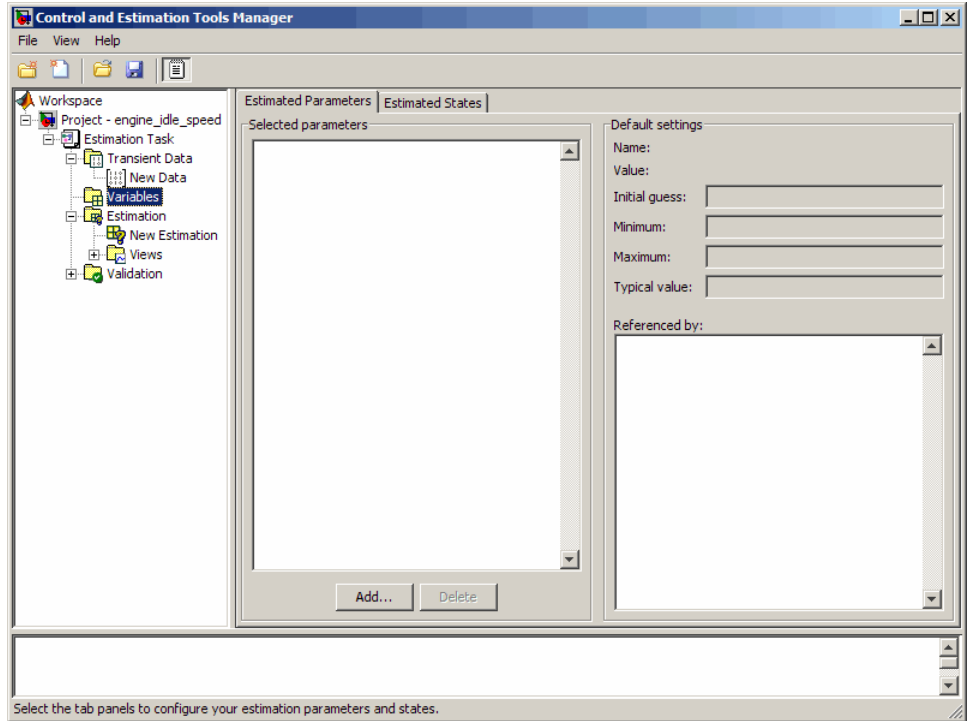 Control and Estimation Tools Manager
File View Help
Workspace
Project - engine_idle_speed
Estimation Task
Transient Data
New Data
Variables
Estimation
New Estimation
Views
Validation
Estimated Parameters Estimated States
Selected parameters
Add... Delete
Default settings
Name:
Value:
Initial guess:
Minimum:
Maximum:
Typical value:
Referenced by:
Select the tab panels to configure your estimation parameters and states.